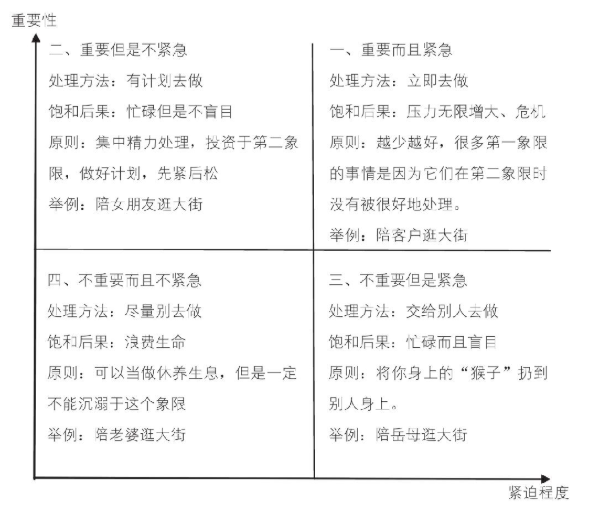 重要性
二、重要但是不紧急
处理方法：有计划去做
饱和后果：忙碌但是不盲目
原则：集中精力处理，投资于第二象
限，做好计划，先紧后松
举例：陪女朋友逛大街
一、重要而且紧急
处理方法：立即去做
饱和后果：压力无限增大、危机
原则：越少越好，很多第一象限
的事情是因为它们在第二象限时
没有被很好地处理。
举例：陪客户逛大街
四、不重要而且不紧急
处理方法：尽量别去做
饱和后果：浪费生命
原则：可以当做休养生息，但是一定
不能沉溺于这个象限
举例：陪老婆逛大街
三、不重要但是紧急
处理方法：交给别人去做
饱和后果：忙碌而且盲目
原则：将你身上的“猴子”扔到
别人身上。
举例：陪岳母逛大街
紧迫程度